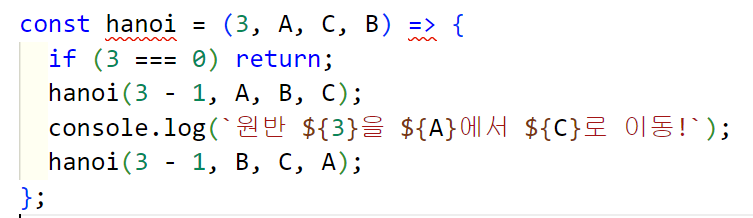 const hanoi = (3, A, C, B) => {
  if (3 === 0) return;
  hanoi(3 - 1, A, B, C);
  console.log(`원반 ${3}을 ${A}에서 ${C}로 이동!`);
  hanoi(3 - 1, B, C, A);
};